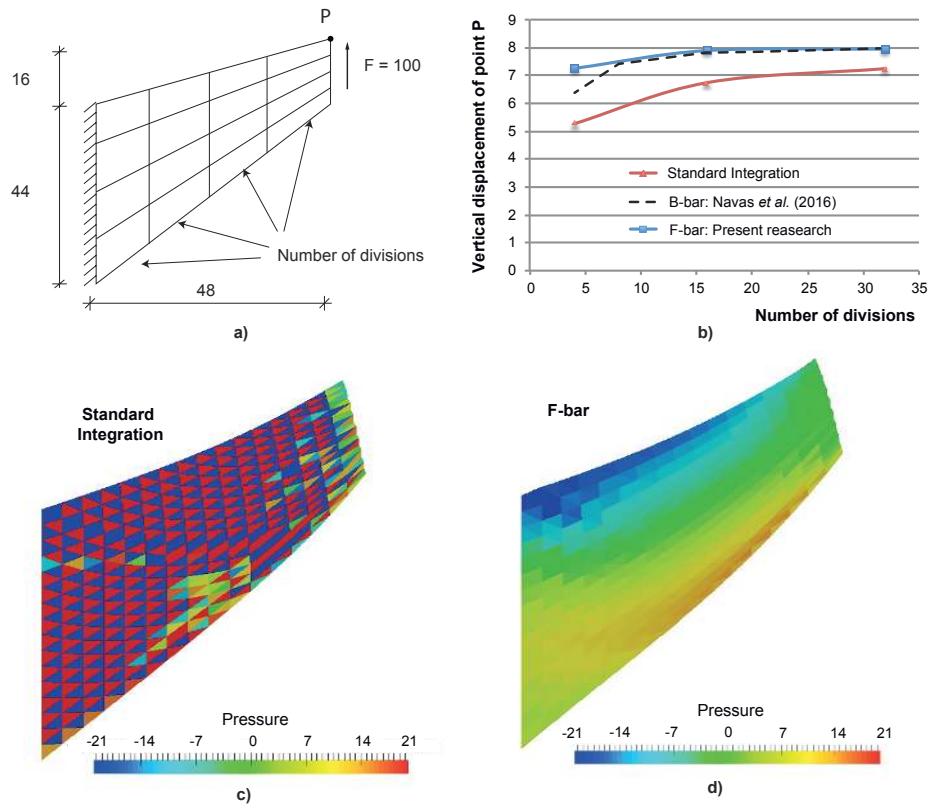 P
16
F = 100
44
Number of divisions
48
a)
Vertical displacement of point P
9
8
7
6
5
4
3
2
1
0
Standard Integration
B-bar: Navas et al. (2016)
F-bar: Present reasearch
0 5 10 15 20 25 30 35
Number of divisions
b)
Standard
Integration
Pressure
-21 -14 -7 0 7 14 21
c)
F-bar
Pressure
-21 -14 -7 0 7 14 21
d)